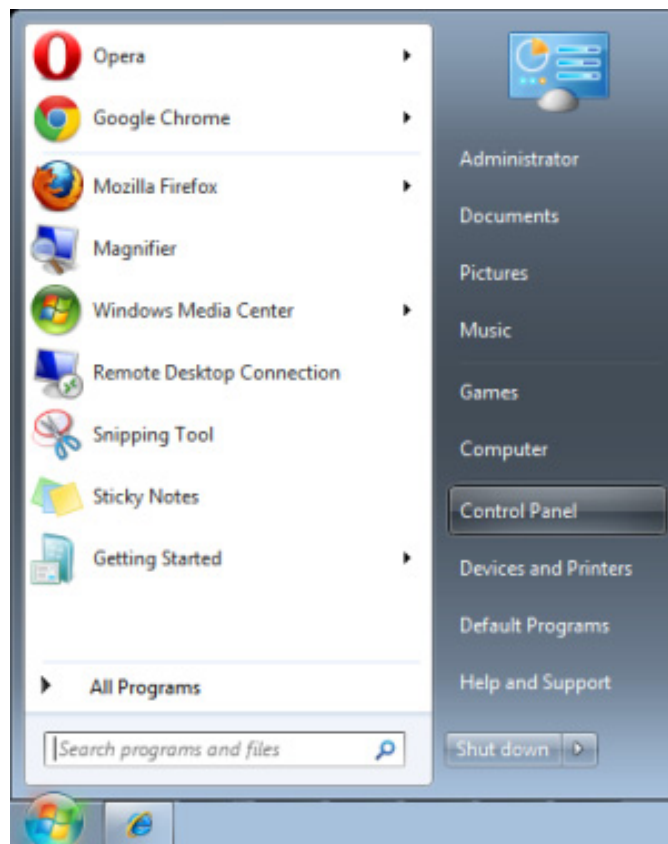 Opera
Google Chrome
Mozilla Firefox
Magnifier
Windows Media Center
Remote Desktop Connection
Snipping Tool
Sticky Notes
Getting Started
All Programs
Search programs and files
Administrator
Documents
Pictures
Music
Games
Computer
Control Panel
Devices and Printers
Default Programs
Help and Support
Shut down